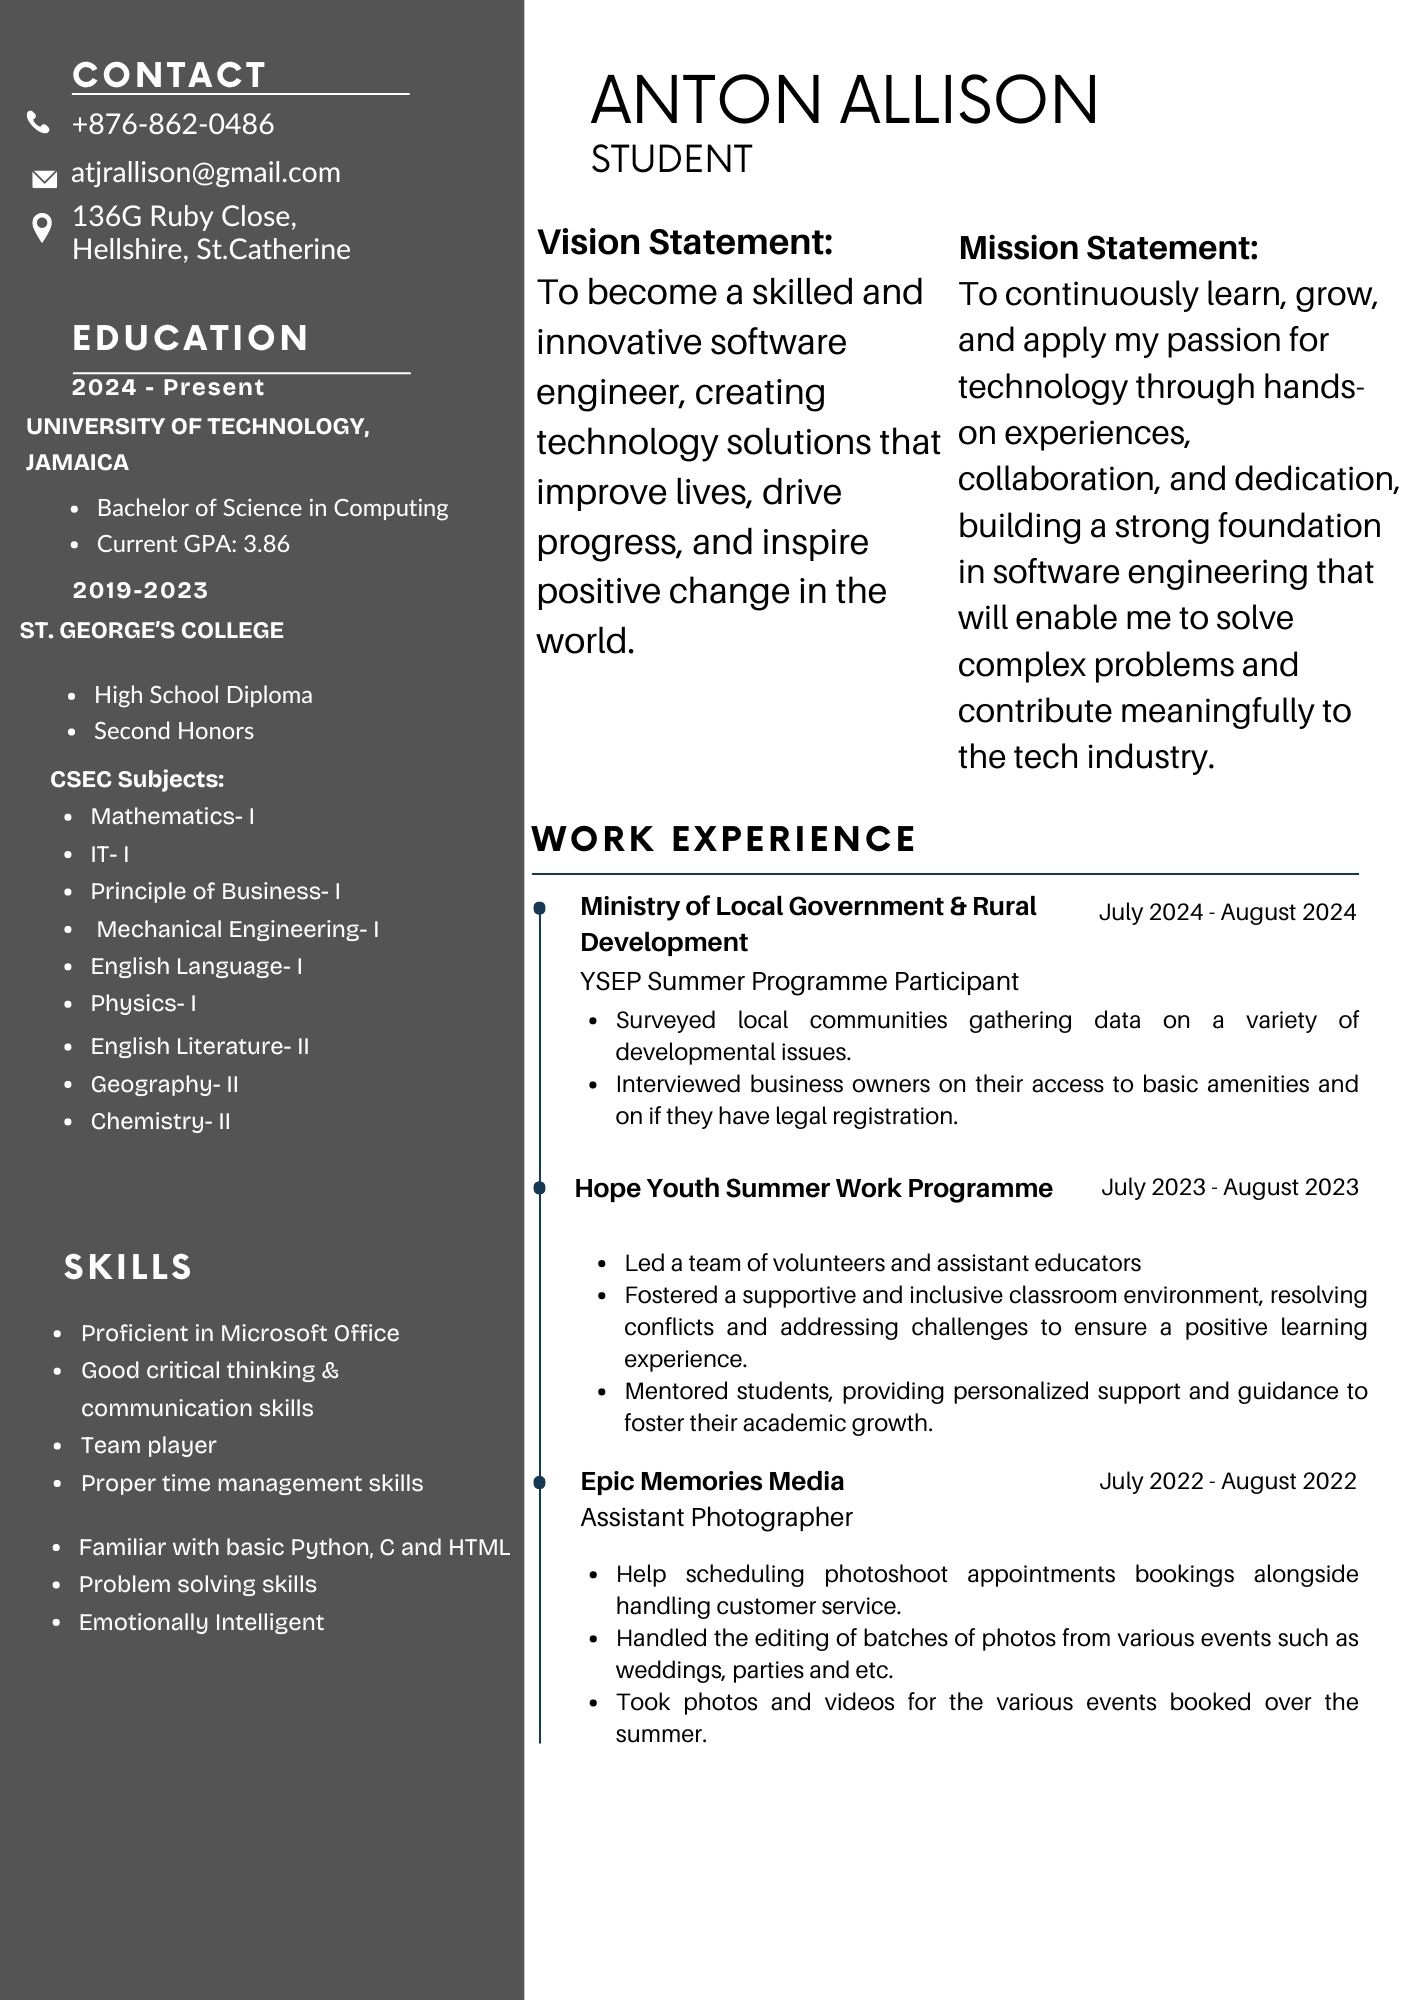 CONTACT
+876-862-0486
atjrallison@gmail.com
136G Ruby Close,
Hellshire, St.Catherine
EDUCATION
2024 - Present
UNIVERSITY OF TECHNOLOGY,
JAMAICA
• Bachelor of Science in Computing
• Current GPA: 3.86
2019-2023
ST. GEORGE'S COLLEGE
• High School Diploma
• Second Honors
CSEC Subjects:
• Mathematics- I
• IT- I
• Principle of Business- I
• Mechanical Engineering- I
• English Language- I
• Physics- I
• English Literature- II
• Geography- II
• Chemistry- II
SKILLS
• Proficient in Microsoft Office
• Good critical thinking &
communication skills
• Team player
• Proper time management skills
• Familiar with basic Python, C and HTML
• Problem solving skills
• Emotionally Intelligent
ANTON ALLISON
STUDENT
Vision Statement:
To become a skilled and
innovative software
engineer, creating
technology solutions that
improve lives, drive
progress, and inspire
positive change in the
world.
Mission Statement:
To continuously learn, grow,
and apply my passion for
technology through hands-
on experiences,
collaboration, and dedication,
building a strong foundation
in software engineering that
will enable me to solve
complex problems and
contribute meaningfully to
the tech industry.
WORK EXPERIENCE
Ministry of Local Government & Rural
Development
July 2024 - August 2024
YSEP Summer Programme Participant
• Surveyed local communities gathering data on a variety of
developmental issues.
• Interviewed business owners on their access to basic amenities and
on if they have legal registration.
Hope Youth Summer Work Programme
July 2023 - August 2023
• Led a team of volunteers and assistant educators
• Fostered a supportive and inclusive classroom environment, resolving
conflicts and addressing challenges to ensure a positive learning
experience.
• Mentored students, providing personalized support and guidance to
foster their academic growth.
Epic Memories Media
July 2022 - August 2022
Assistant Photographer
• Help scheduling photoshoot appointments bookings alongside
handling customer service.
• Handled the editing of batches of photos from various events such as
weddings, parties and etc.
• Took photos and videos for the various events booked over the
summer.